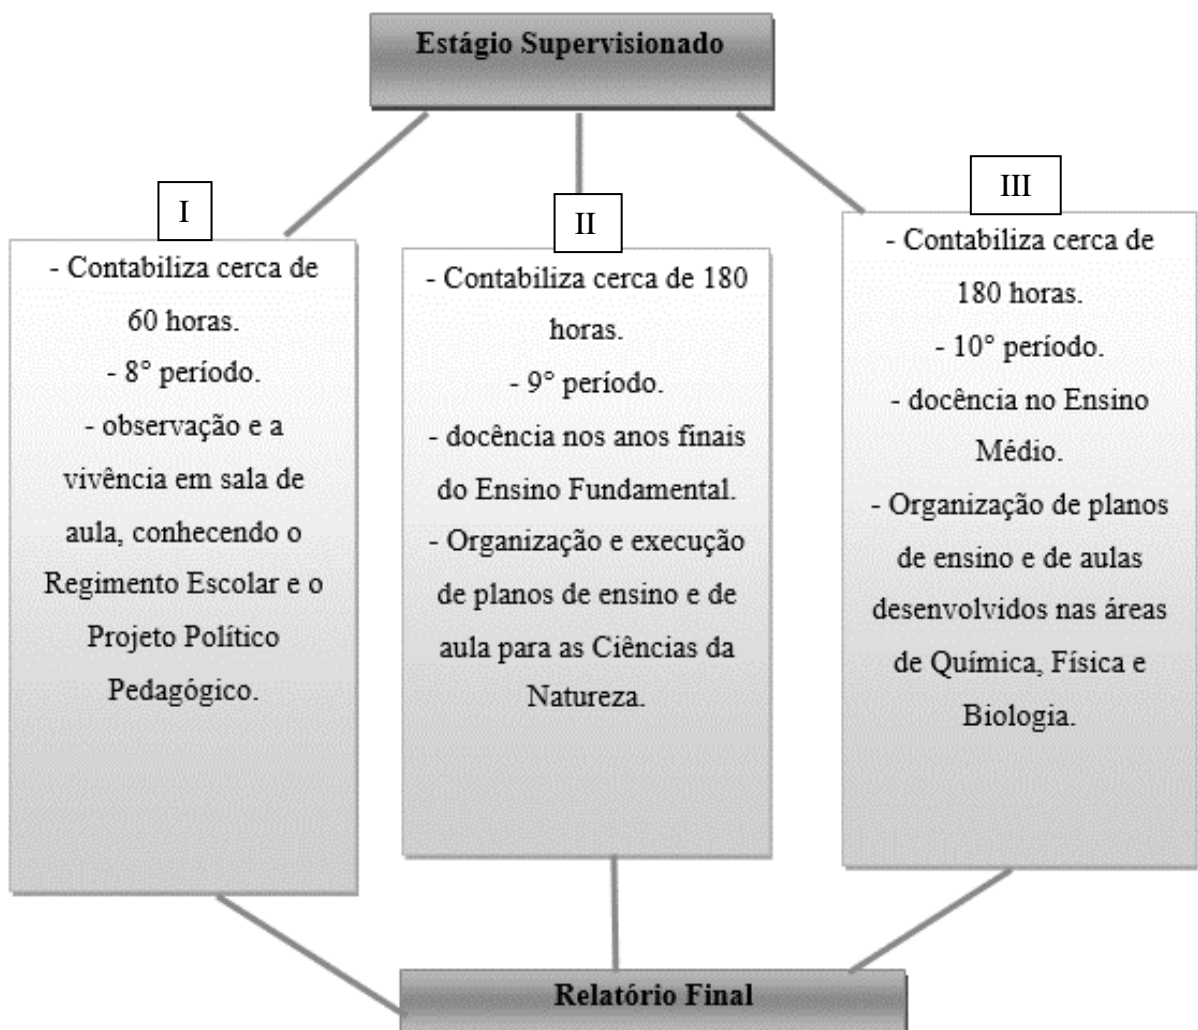 Estágio Supervisionado
I
- Contabiliza cerca de
60 horas.
- 8° período.
- observação e a
vivência em sala de
aula, conhecendo o
Regimento Escolar e o
Projeto Político
Pedagógico.
II
- Contabiliza cerca de 180
horas.
- 9° período.
- docência nos anos finais
do Ensino Fundamental.
- Organização e execução
de planos de ensino e de
aula para as Ciências da
Natureza.
III
- Contabiliza cerca de
180 horas.
- 10° período.
- docência no Ensino
Médio.
- Organização de planos
de ensino e de aulas
desenvolvidos nas áreas
de Química, Física e
Biologia.
Relatório Final